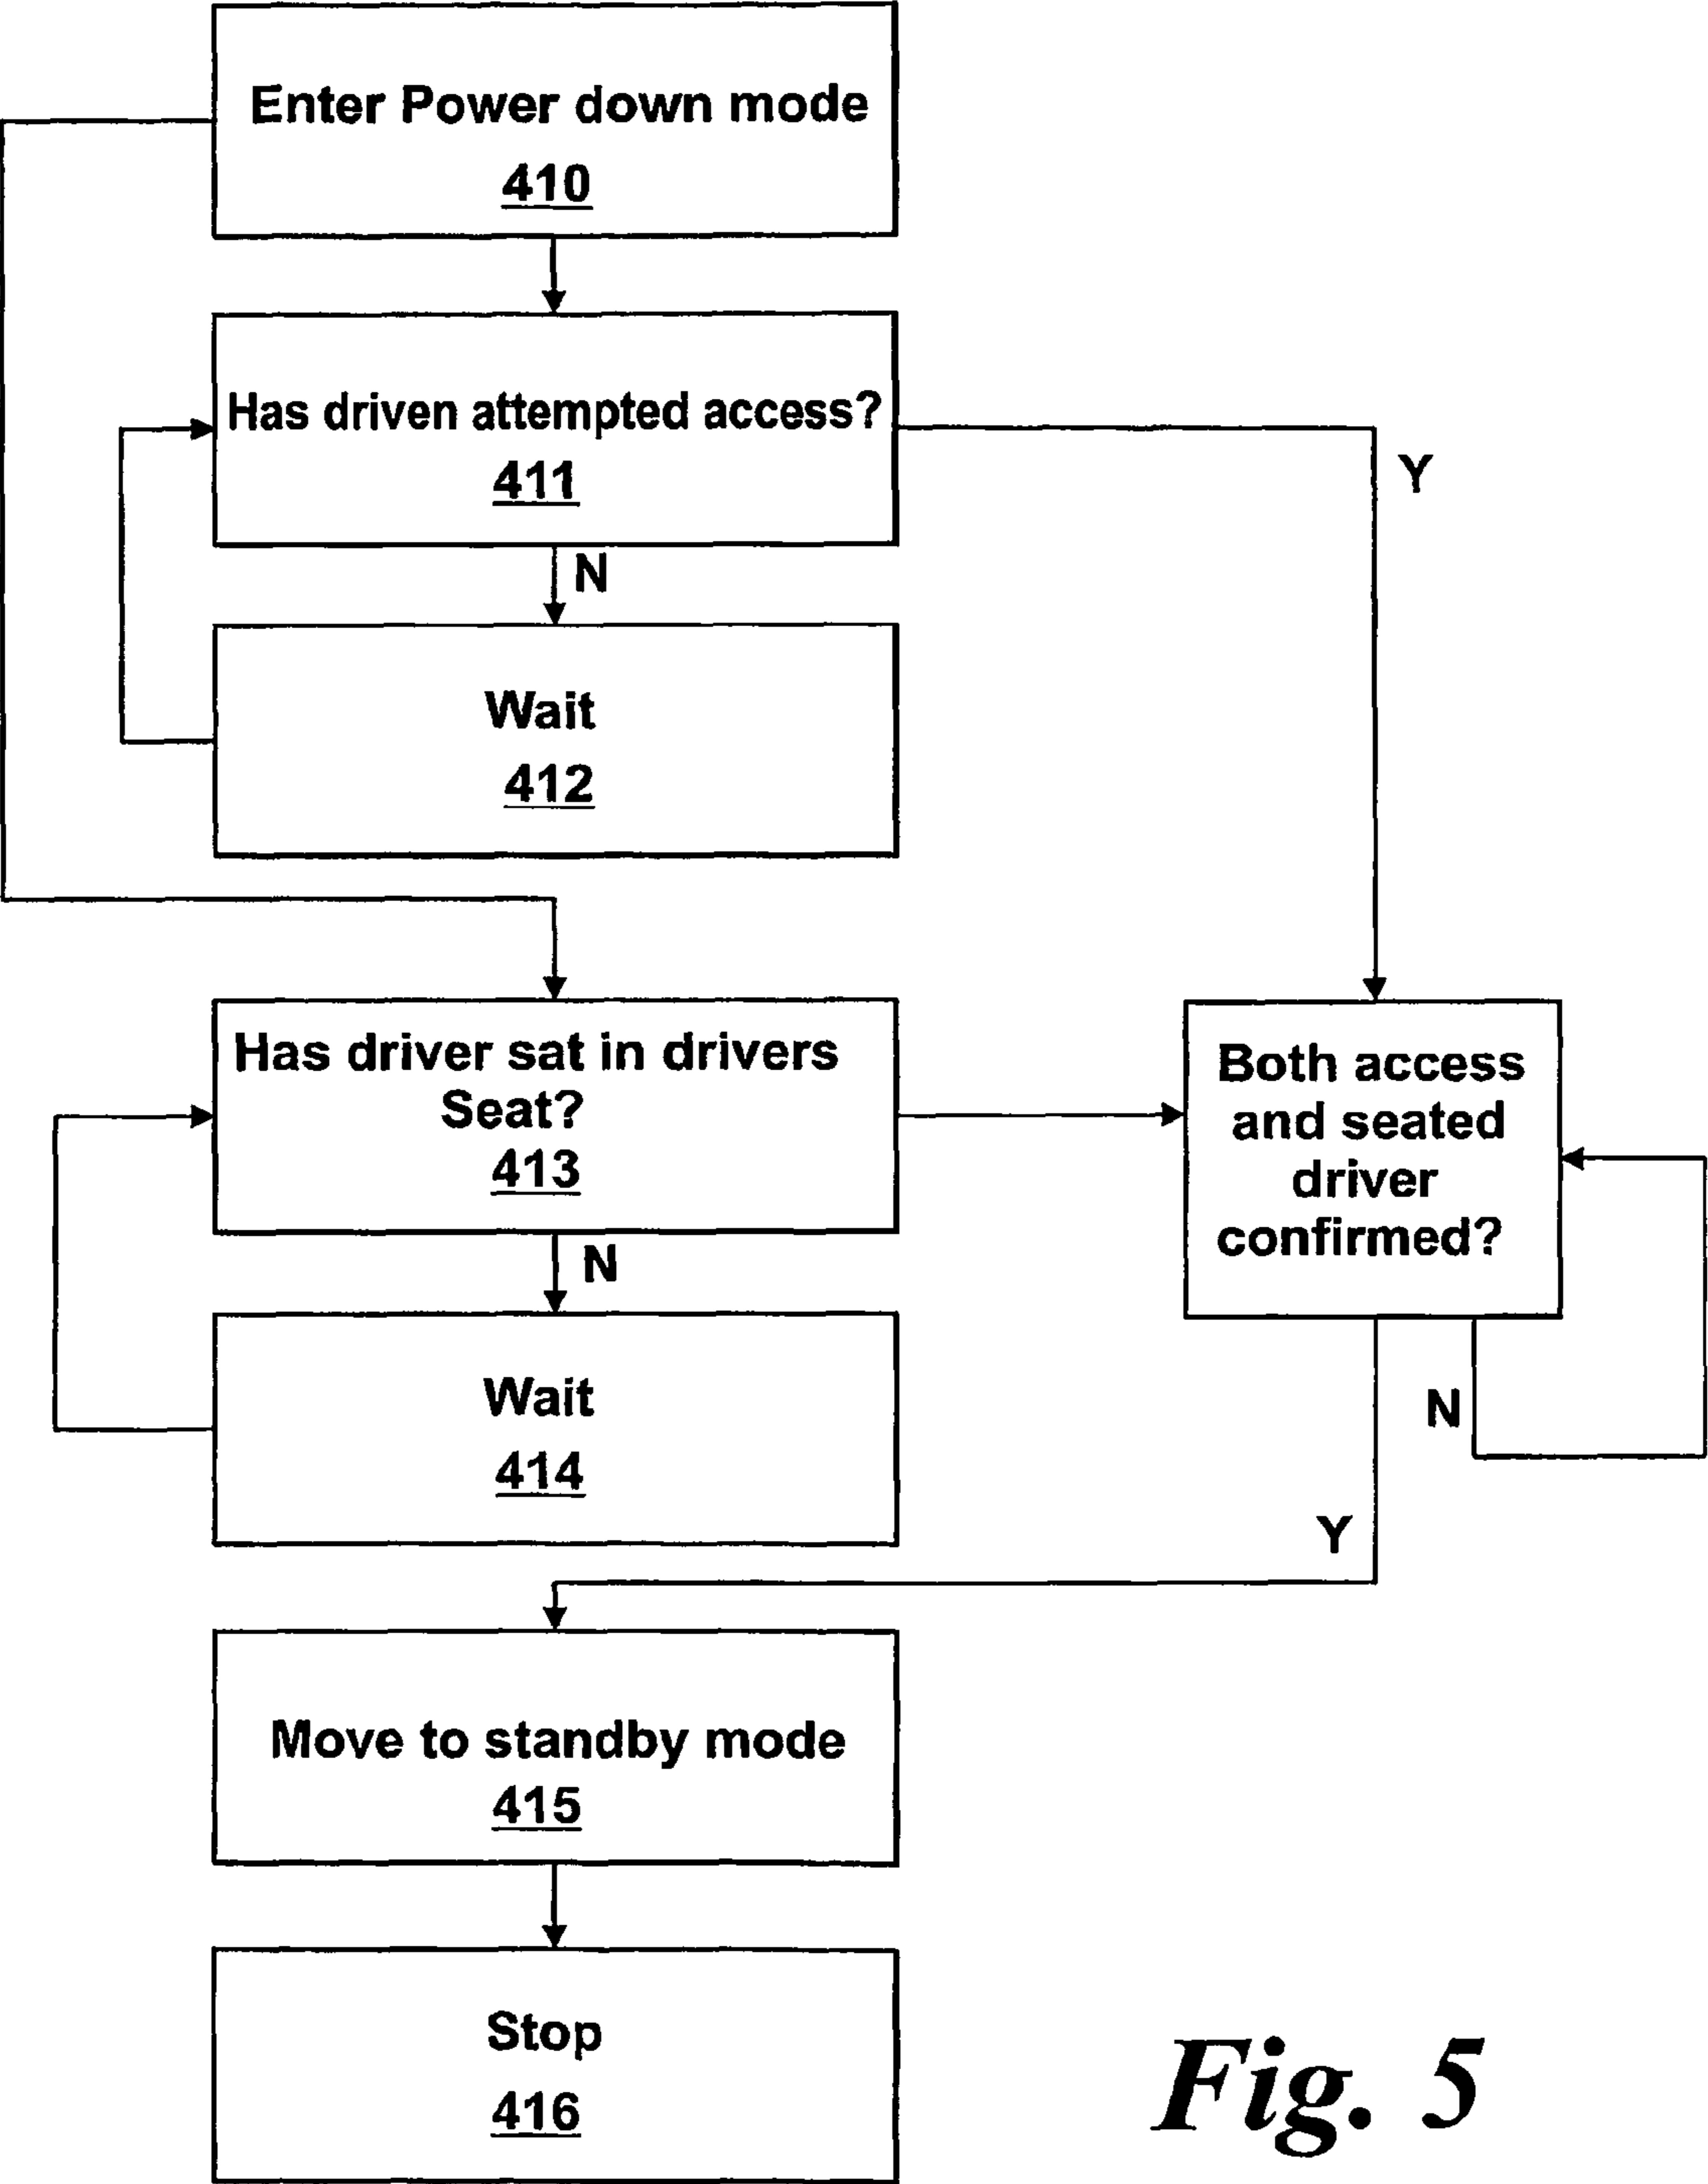 Enter Power down mode
410
Has driven attempted access?
411
Y
N
Wait
412
Has driver sat in drivers
Seat?
413
Both access
and seated
driver
confirmed?
N
Wait
414
N
Y
Move to standby mode
415
Stop
416
Fig. 5